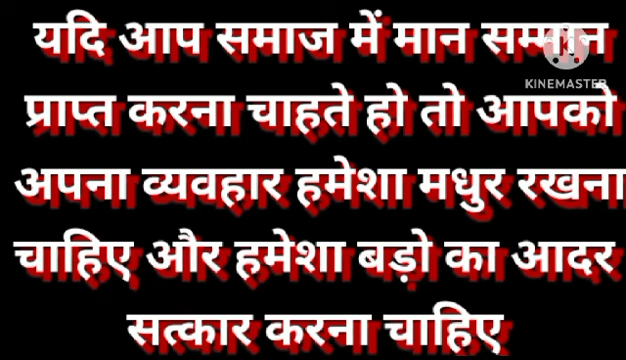 यदि आप समाज में मान सम्मान
KINEMASTER
प्राप्त करना चाहते हो तो आपको
अपना व्यवहार हमेशा मधुर रखना
चाहिए और हमेशा बड़ो का आदर
सत्कार करना चाहिए